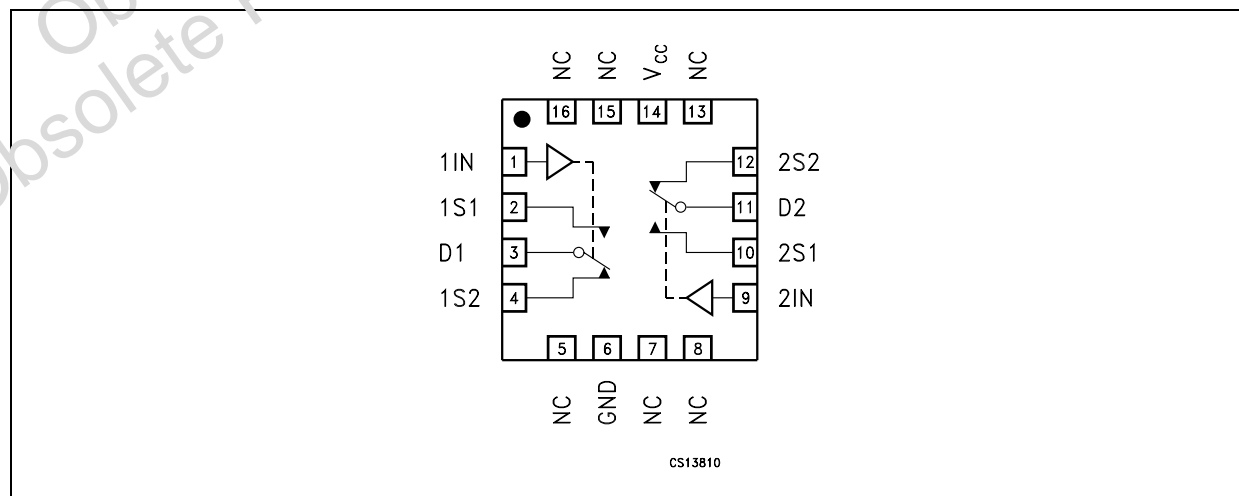 Obsolete
NC NC VCC NC
16 15 14 13
1IN 1 12 2S2
1S1 2 11 D2
D1 3 10 2S1
1S2 4 9 2IN
5 6 7 8
NC GND NC NC
CS13810